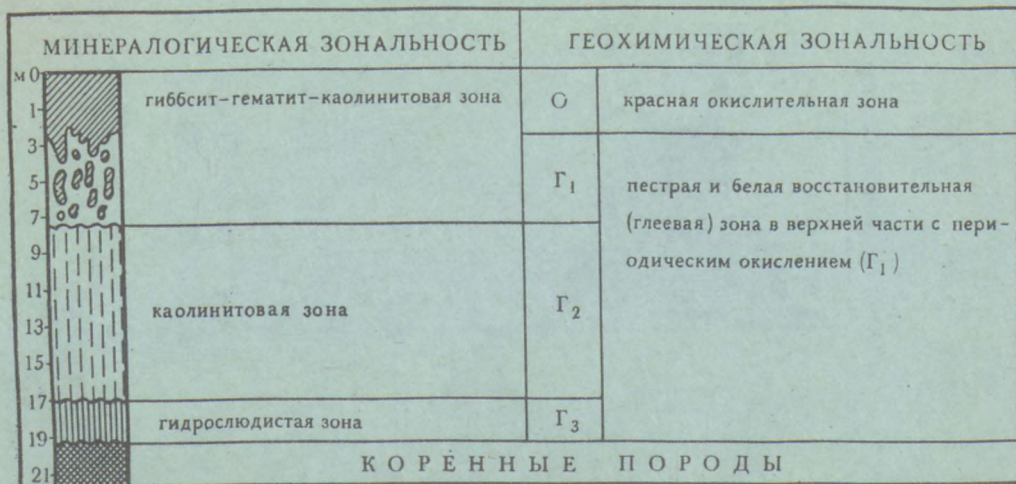 МИНЕРАЛОГИЧЕСКАЯ ЗОНАЛЬНОСТЬ
ГЕОХИМИЧЕСКАЯ ЗОНАЛЬНОСТЬ
м 0
1
3
5
7
9
11
13
15
17
19
21
гиббсит-гематит-каолинитовая зона
О
красная окислительная зона
Г1
пестрая и белая восстановительная
(глеевая) зона в верхней части с пери-
одическим окислением (Г1)
каолинитовая зона
Г2
гидрослюдистая зона
Г3
КОРЕННЫЕ ПОРОДЫ